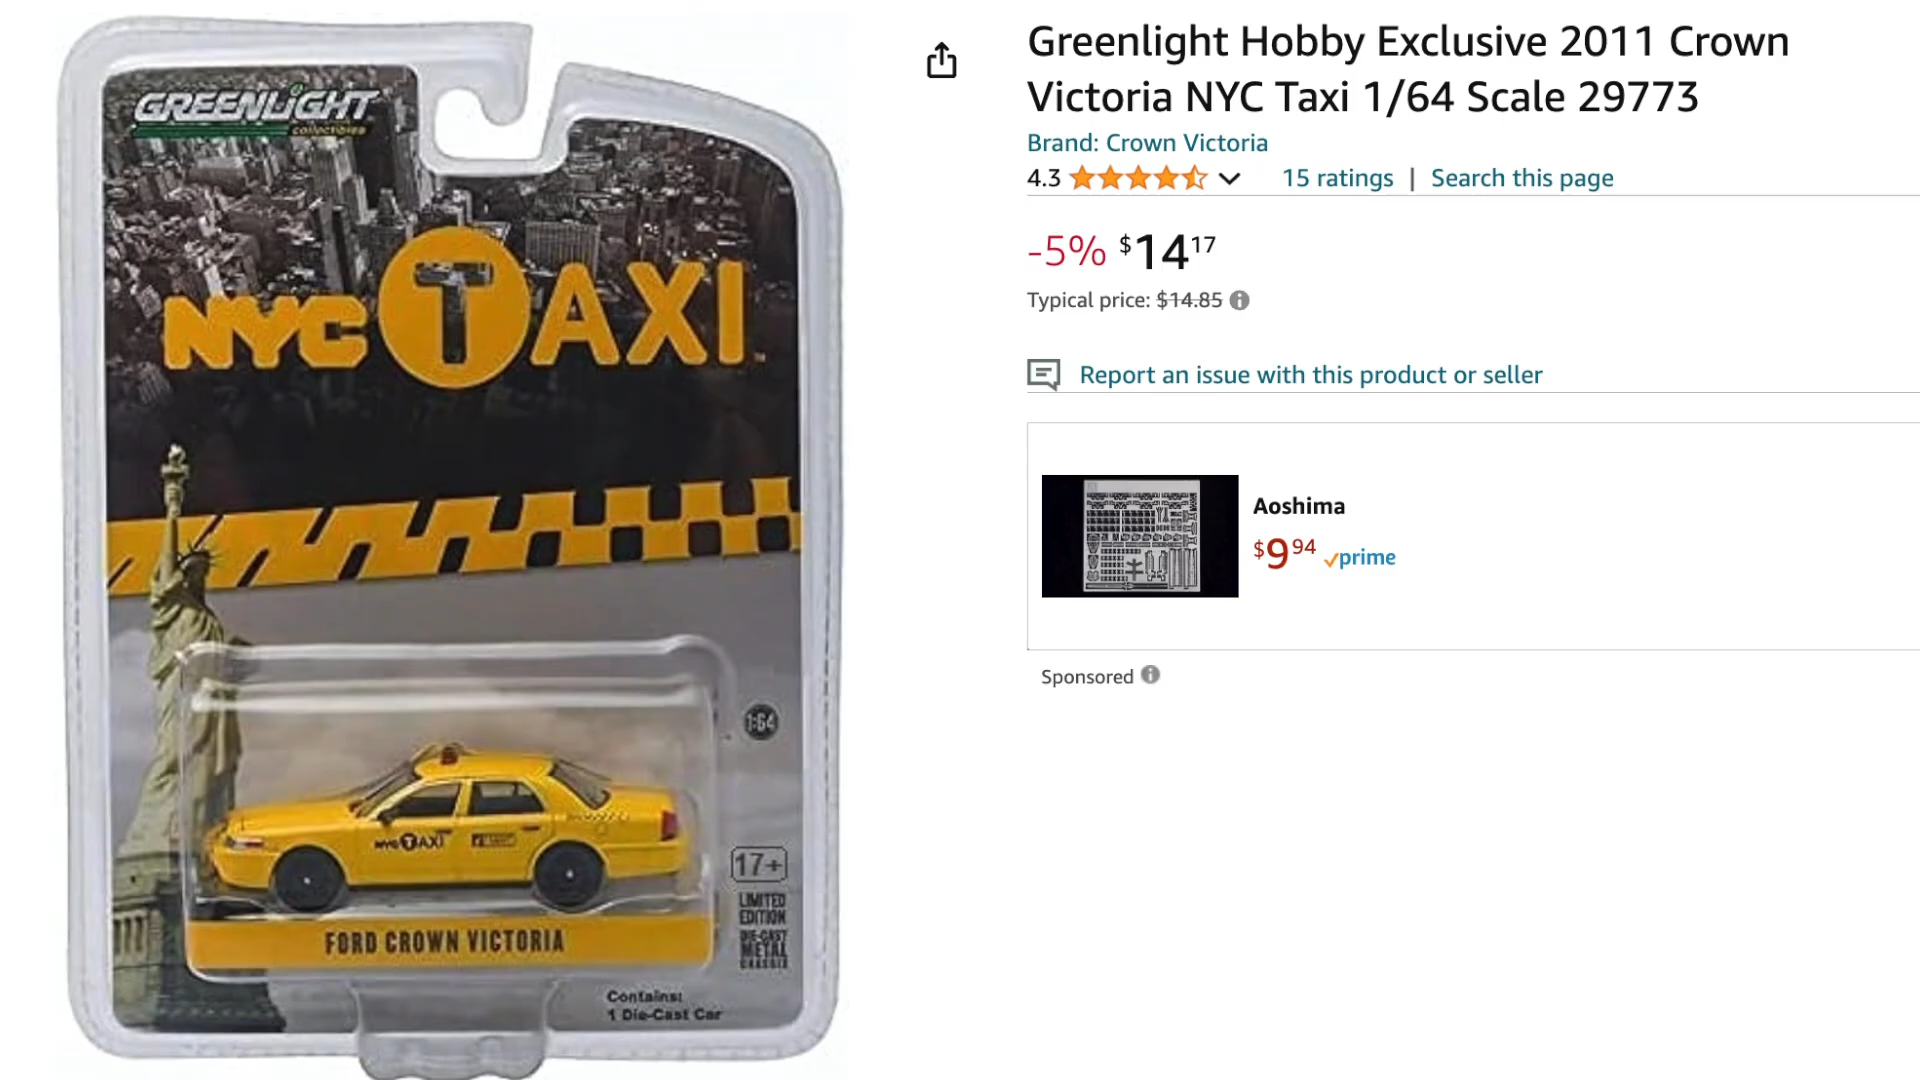 GREENLIGHT
collectibles
NYC TAXI
1:64
NYC TAXI
17+
LIMITED
EDITION
DIE-CAST
METAL
CHASSIS
FORD CROWN VICTORIA
Contains:
1 Die-Cast Car
Greenlight Hobby Exclusive 2011 Crown
Victoria NYC Taxi 1/64 Scale 29773
Brand: Crown Victoria
4.3 15 ratings | Search this page
-5% $14 17
Typical price: $14.85
Report an issue with this product or seller
Aoshima
$9 94 prime
Sponsored